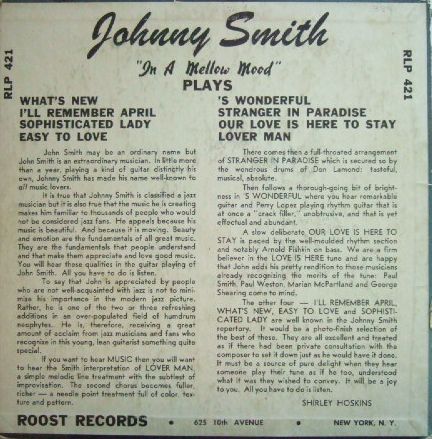 Johnny Smith
RLP 421
"In A Mellow Mood"
PLAYS
RLP 421
WHAT'S NEW
I'LL REMEMBER APRIL
SOPHISTICATED LADY
EASY TO LOVE
John Smith may be an ordinary name but
John Smith is an extraordinary musician. In little more
than a year, playing a kind of guitar distinctly his
own, Johnny Smith has made his name well-known to
all music lovers.
It is true that Johnny Smith is classified a jazz
musician but it is also true that the music he is creating
makes him familiar to thousands of people who would
not be considered jazz fans. He appeals because his
music is beautiful. And because it is moving. Beauty
and emotion are the fundamentals of all great music.
They are the fundamentals that people understand
and that make them appreciate and love good music.
You will hear those qualities in the guitar playing of
John Smith. All you have to do is listen.
To say that John is appreciated by people
who are not well-acquainted with jazz is not to mini-
mize his importance in the modern jazz picture.
Rather, he is one of the two or three refreshing
additions in an over-populated field of humdrum
neophytes. He is, therefore, receiving a great
amount of acclaim from jazz musicians and fans who
recognize in this young, lean guitarist something quite
special.
If you want to hear MUSIC then you will want
to hear the Smith interpretation of LOVER MAN,
a simple melodic line treatment with the subtlest of
improvisation. The second chorus becomes fuller,
richer — a needle point treatment full of color, tex-
ture and pattern.
'S WONDERFUL
STRANGER IN PARADISE
OUR LOVE IS HERE TO STAY
LOVER MAN
There comes then a full-throated arrangement
of STRANGER IN PARADISE which is secured so by
the wondrous drums of Don Lamond: tasteful,
musical, absolute.
Then follows a thorough-going bit of bright-
ness in 'S WONDERFUL where you hear remarkable
guitar and Perry Lopez playing rhythm guitar that is
at once a "crack filler," unobtrusive, and that is yet
effectual and abundant.
A slow deliberate OUR LOVE IS HERE TO
STAY is paced by the well-moulded rhythm section
and notably Arnold Fishkin on bass. We are a firm
believer in the LOVE IS HERE tune and are happy
that John adds his pretty rendition to those musicians
already recognizing the merits of the tune: Paul
Smith, Paul Weston, Marian McPartland and George
Shearing come to mind.
The other four — I'LL REMEMBER APRIL,
WHAT'S NEW, EASY TO LOVE and SOPHISTI-
CATED LADY are well known in the Johnny Smith
repertory. It would be a photo-finish selection of
the best of these. They are all excellent and treated
as if there had been private consultation with the
composer to set it down just as he would have done it.
It must be a source of pure delight when they hear
someone play their tune as if he too, understood
what it was they wished to convey. It will be a joy
to you. All you have to do is listen.
SHIRLEY HOSKINS
ROOST RECORDS • 625 10th AVENUE • NEW YORK, N. Y.